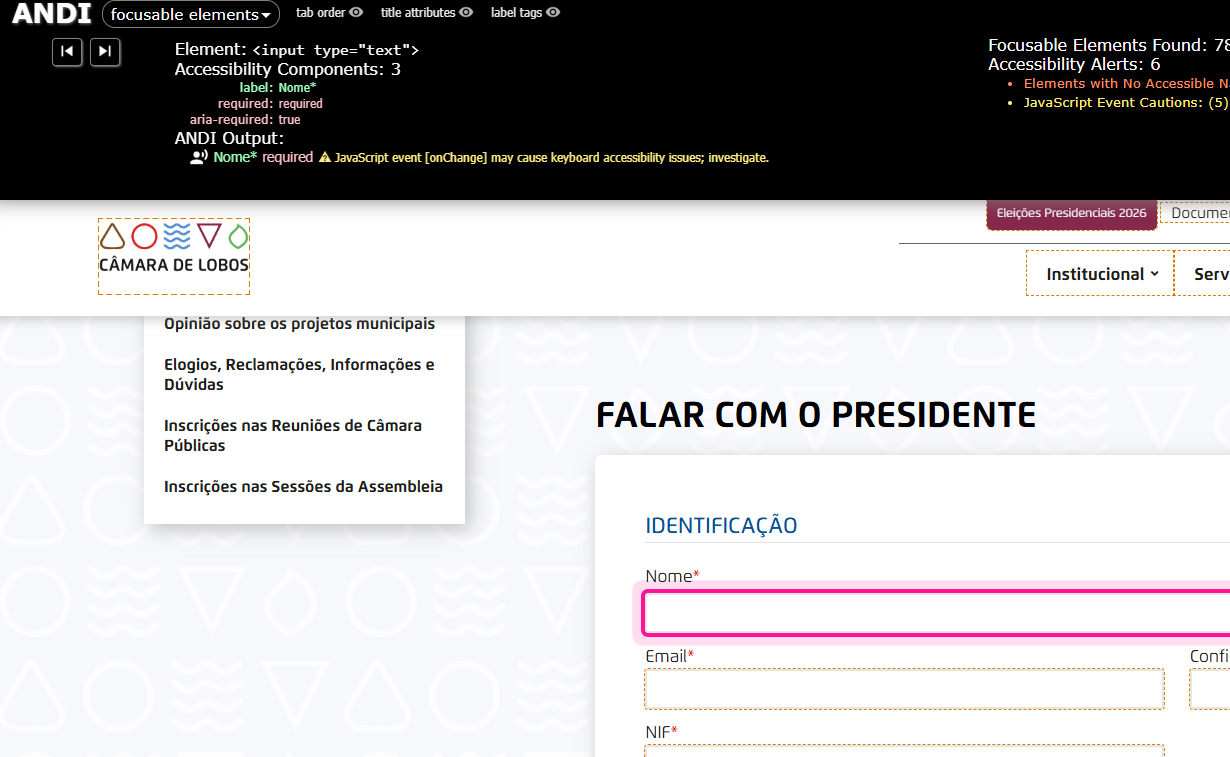 ANDI focusable elements tab order title attributes label tags
Element: <input type="text">
Accessibility Components: 3
label: Nome*
required: required
aria-required: true
ANDI Output:
Nome* required JavaScript event [onChange] may cause keyboard accessibility issues; investigate.
Focusable Elements Found: 78
Accessibility Alerts: 6
Elements with No Accessible N
JavaScript Event Cautions: (5)
CÂMARA DE LOBOS
Eleições Presidenciais 2026 Docume
Institucional Serv
Opinião sobre os projetos municipais
Elogios, Reclamações, Informações e
Dúvidas
Inscrições nas Reuniões de Câmara
Públicas
Inscrições nas Sessões da Assembleia
FALAR COM O PRESIDENTE
IDENTIFICAÇÃO
Nome*
Email* Confi
NIF*